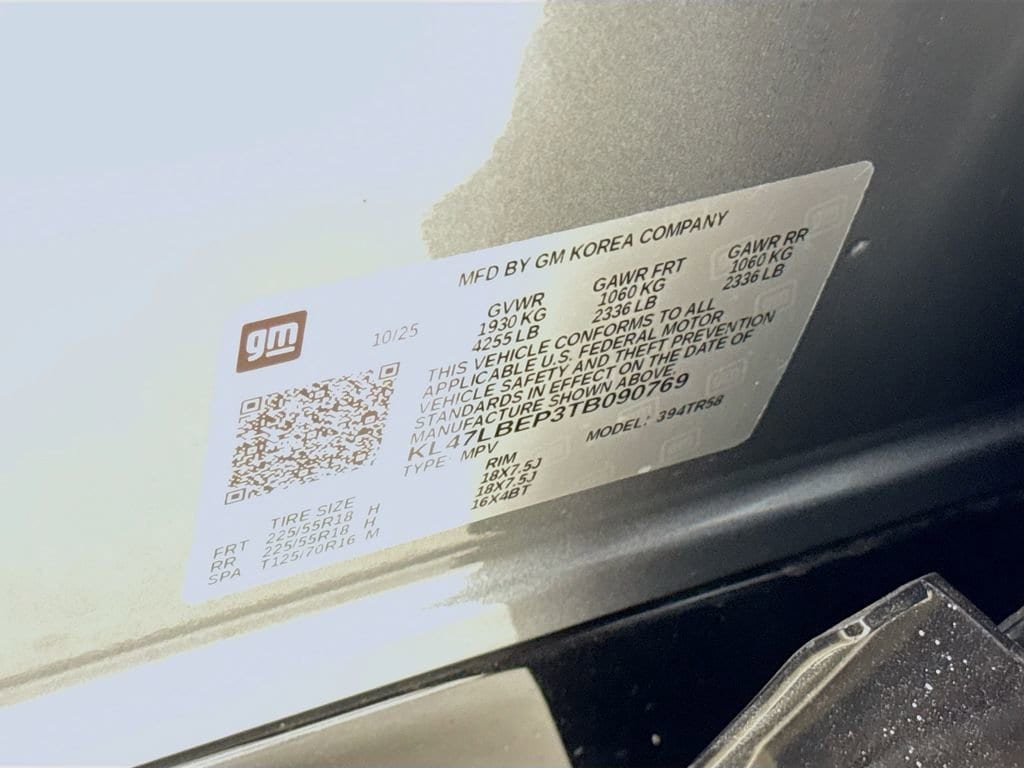 gm
MFD BY GM KOREA COMPANY
10/25
GVWR GAWR FRT GAWR RR
1930 KG 1060 KG 1060 KG
4255 LB 2336 LB 2336 LB
THIS VEHICLE CONFORMS TO ALL
APPLICABLE U.S. FEDERAL MOTOR
VEHICLE SAFETY AND THEFT PREVENTION
STANDARDS IN EFFECT ON THE DATE OF
MANUFACTURE SHOWN ABOVE.
KL47LBEP3TB090769
TYPE: MPV MODEL: 394TR58
TIRE SIZE RIM
FRT 225/55R18 H 18X7.5J
RR 225/55R18 H 18X7.5J
SPA T125/70R16 M 16X4BT